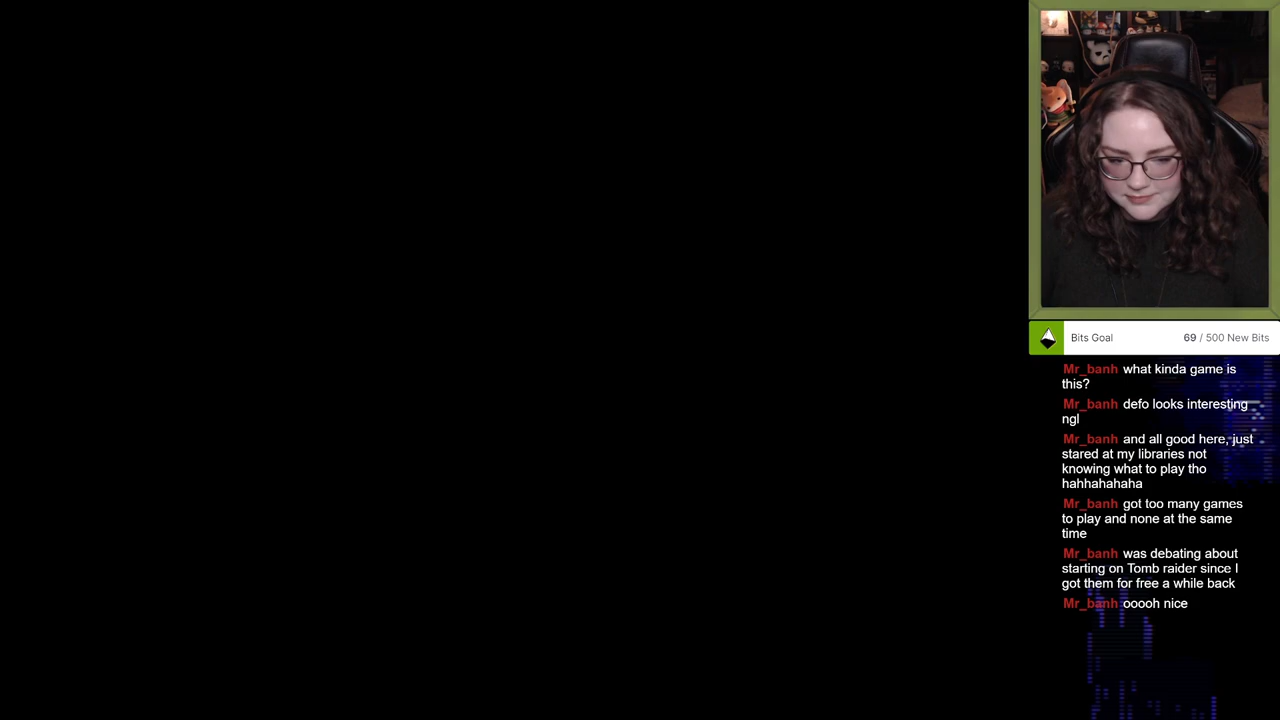 Bits Goal 69 / 500 New Bits
Mr_banh what kinda game is
this?
Mr_banh defo looks interesting
ngl
Mr_banh and all good here, just
stared at my libraries not
knowing what to play tho
hahhahahaha
Mr_banh got too many games
to play and none at the same
time
Mr_banh was debating about
starting on Tomb raider since I
got them for free a while back
Mr_banh ooooh nice